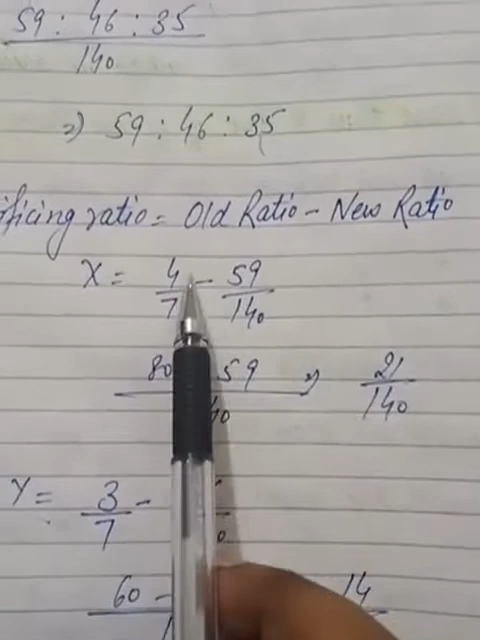 59 : 46 : 35
140
=) 59 : 46 : 35
ificing ratio = Old Ratio - New Ratio
X = 4/7 - 59/140
80 59 => 21/140
Y = 3/7 -
60 - 14